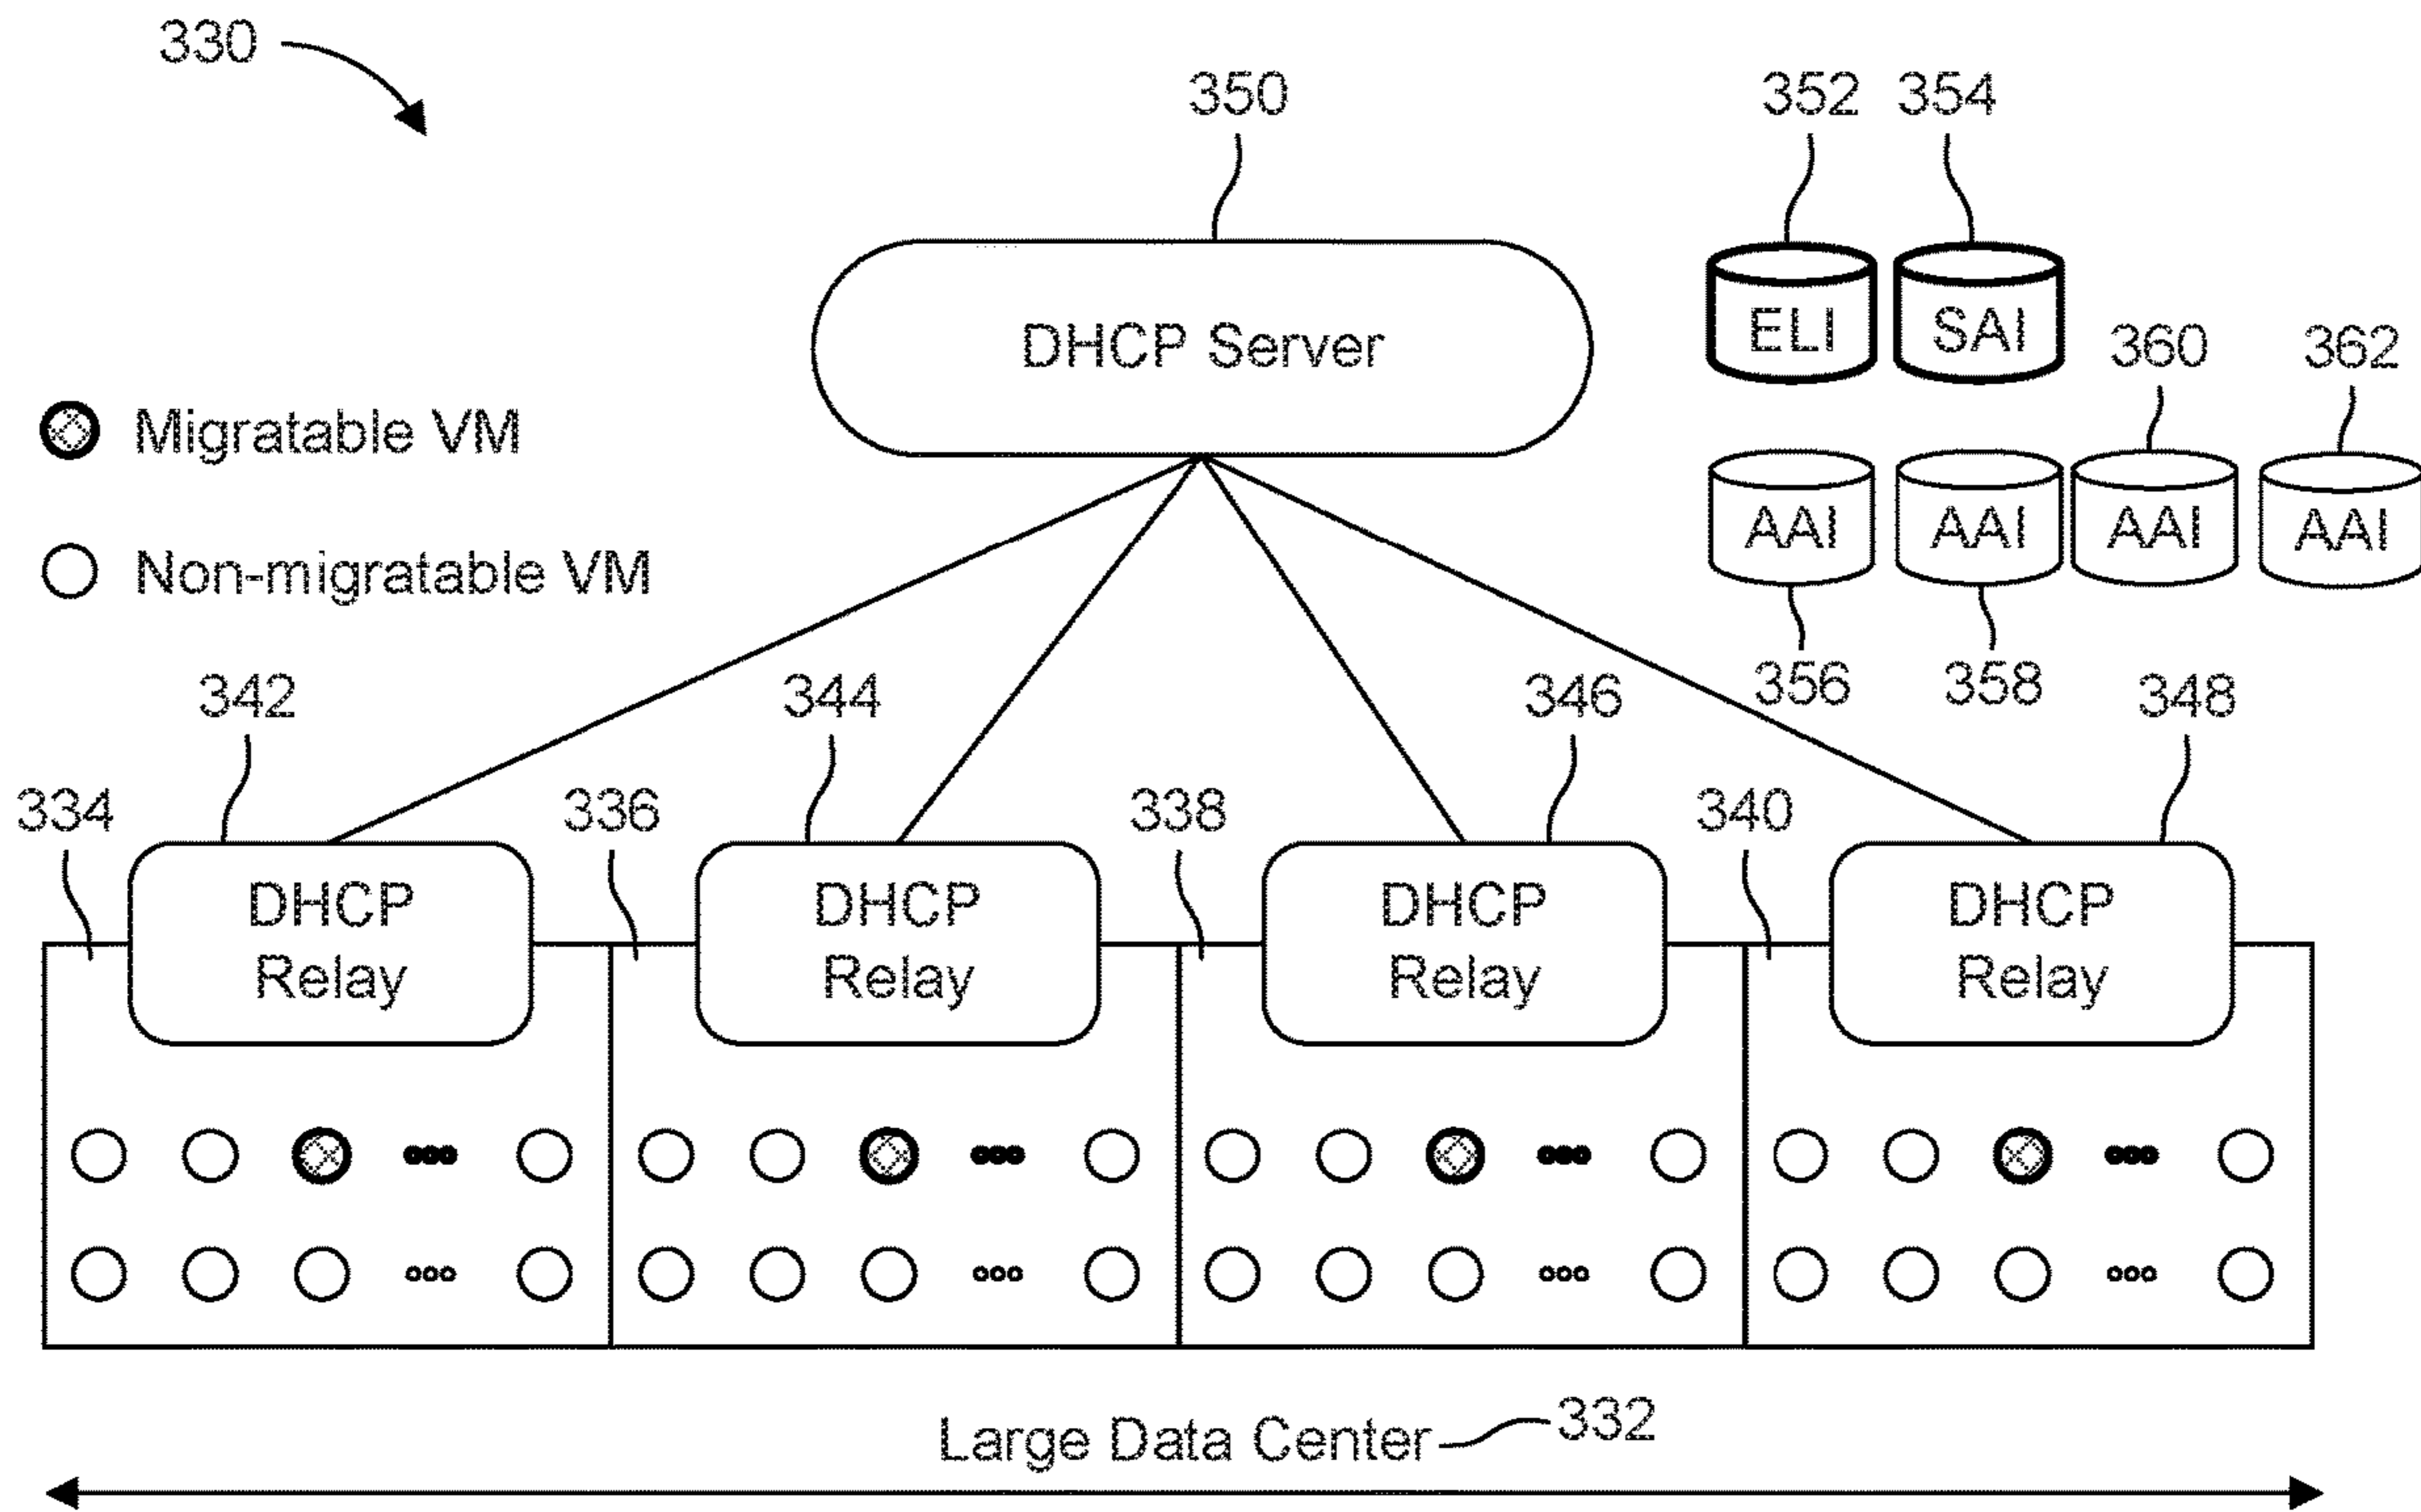 330
350
352 354
DHCP Server
ELI SAI
360 362
Migratable VM
AAI AAI AAI AAI
Non-migratable VM
356 358
342 344 346 348
334 336 338 340
DHCP Relay
DHCP Relay
DHCP Relay
DHCP Relay
Large Data Center 332